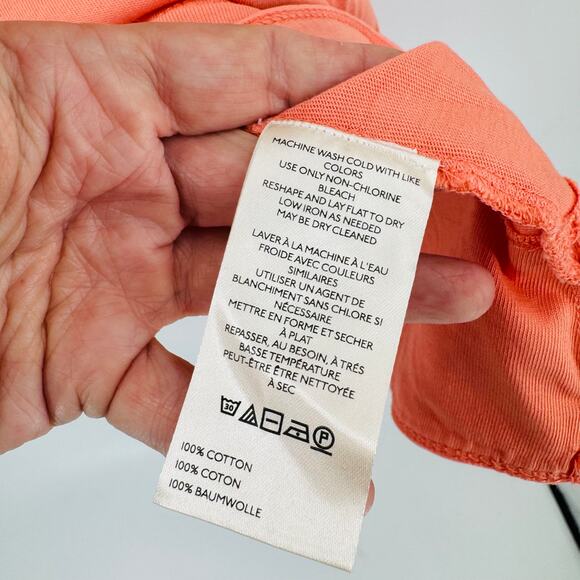 MACHINE WASH COLD WITH LIKE
COLORS
USE ONLY NON-CHLORINE
BLEACH
RESHAPE AND LAY FLAT TO DRY
LOW IRON AS NEEDED
MAY BE DRY CLEANED
LAVER À LA MACHINE À L'EAU
FROIDE AVEC COULEURS
SIMILAIRES
UTILISER UN AGENT DE
BLANCHIMENT SANS CHLORE SI
NÉCESSAIRE
METTRE EN FORME ET SECHER
À PLAT
REPASSER, AU BESOIN, À TRÉS
BASSE TEMPÉRATURE
PEUT-ÊTRE ÊTRE NETTOYÉE
À SEC
30 P
100% COTTON
100% COTON
100% BAUMWOLLE